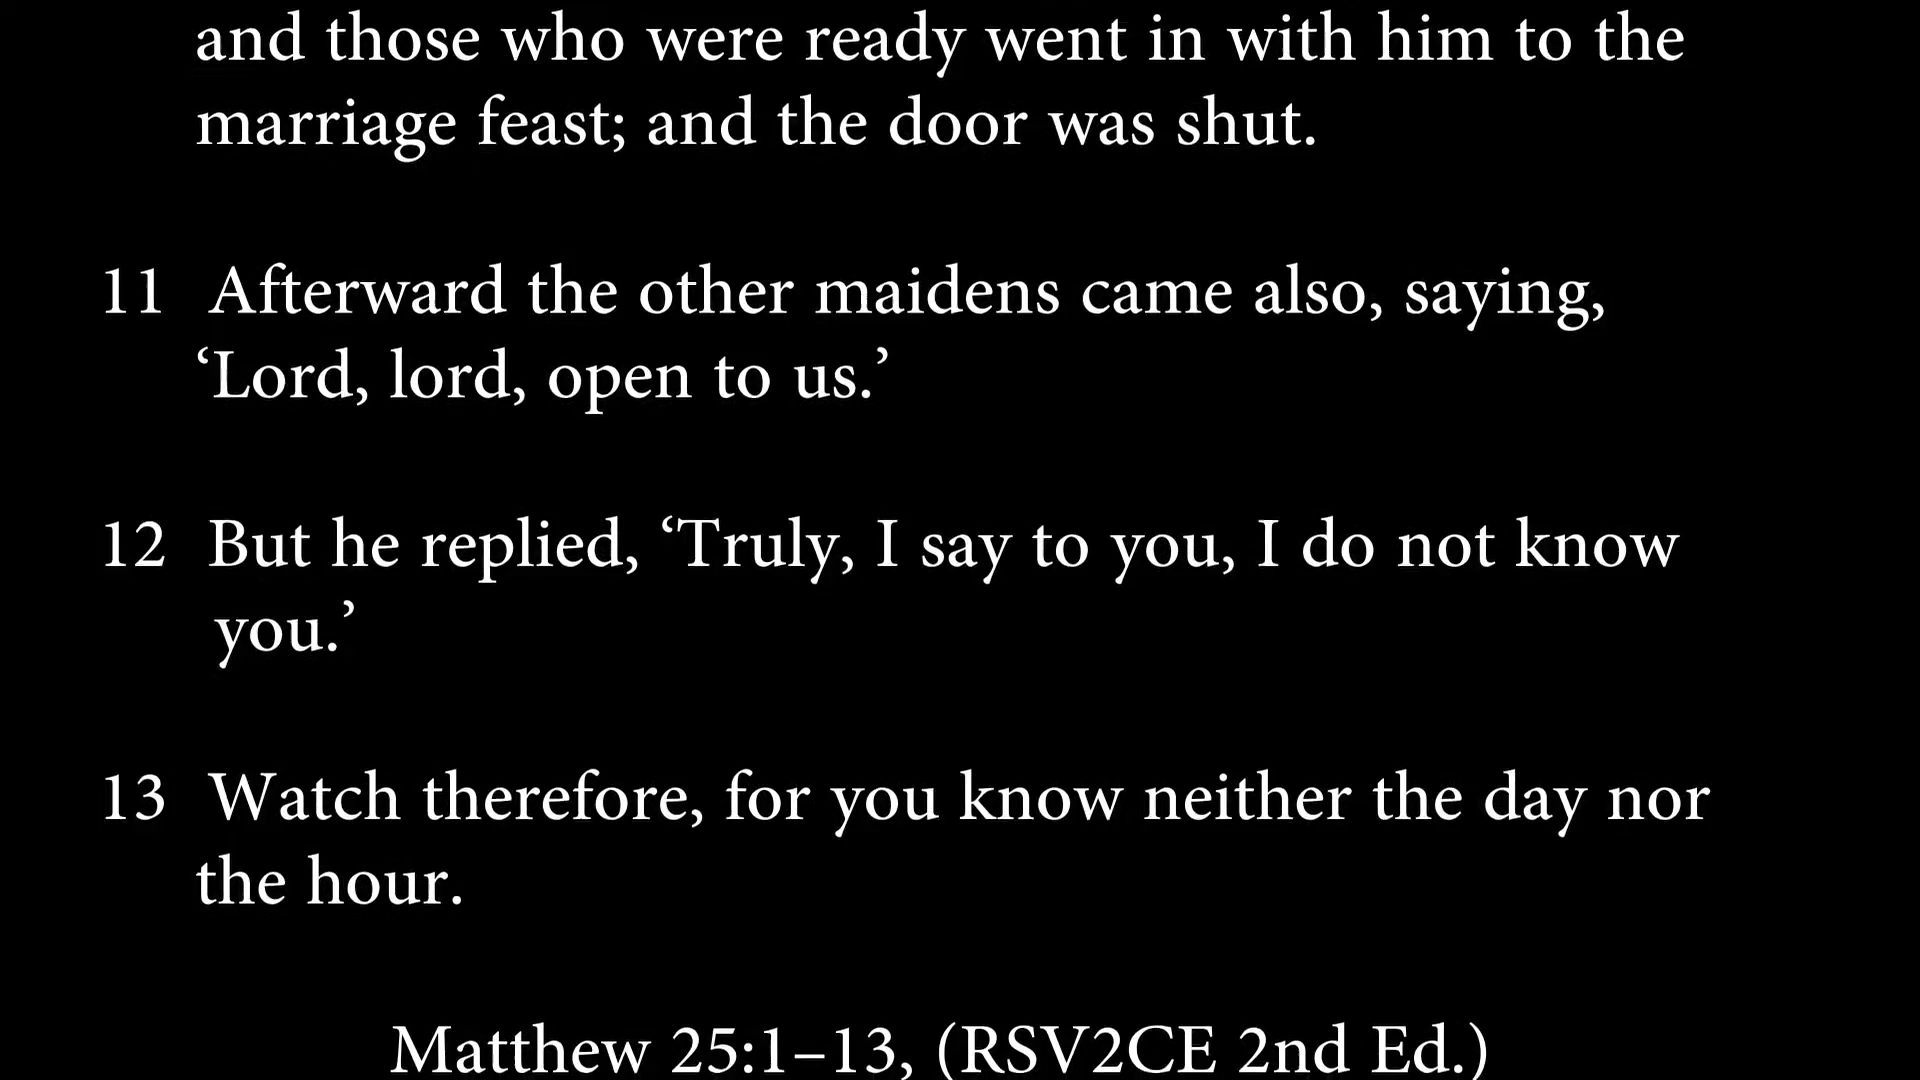 and those who were ready went in with him to the
marriage feast; and the door was shut.
11 Afterward the other maidens came also, saying,
‘Lord, lord, open to us.’
12 But he replied, ‘Truly, I say to you, I do not know
you.’
13 Watch therefore, for you know neither the day nor
the hour.
Matthew 25:1–13, (RSV2CE 2nd Ed.)